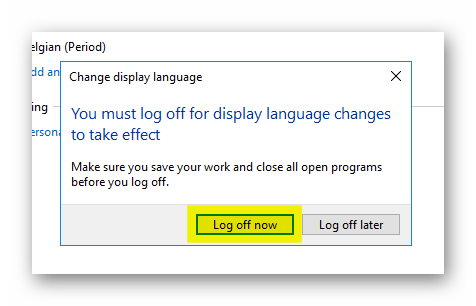 elgian (Period)
dd an
Change display language
You must log off for display language changes
to take effect
ing
ersona
Make sure you save your work and close all open programs
before you log off.
Log off now
Log off later